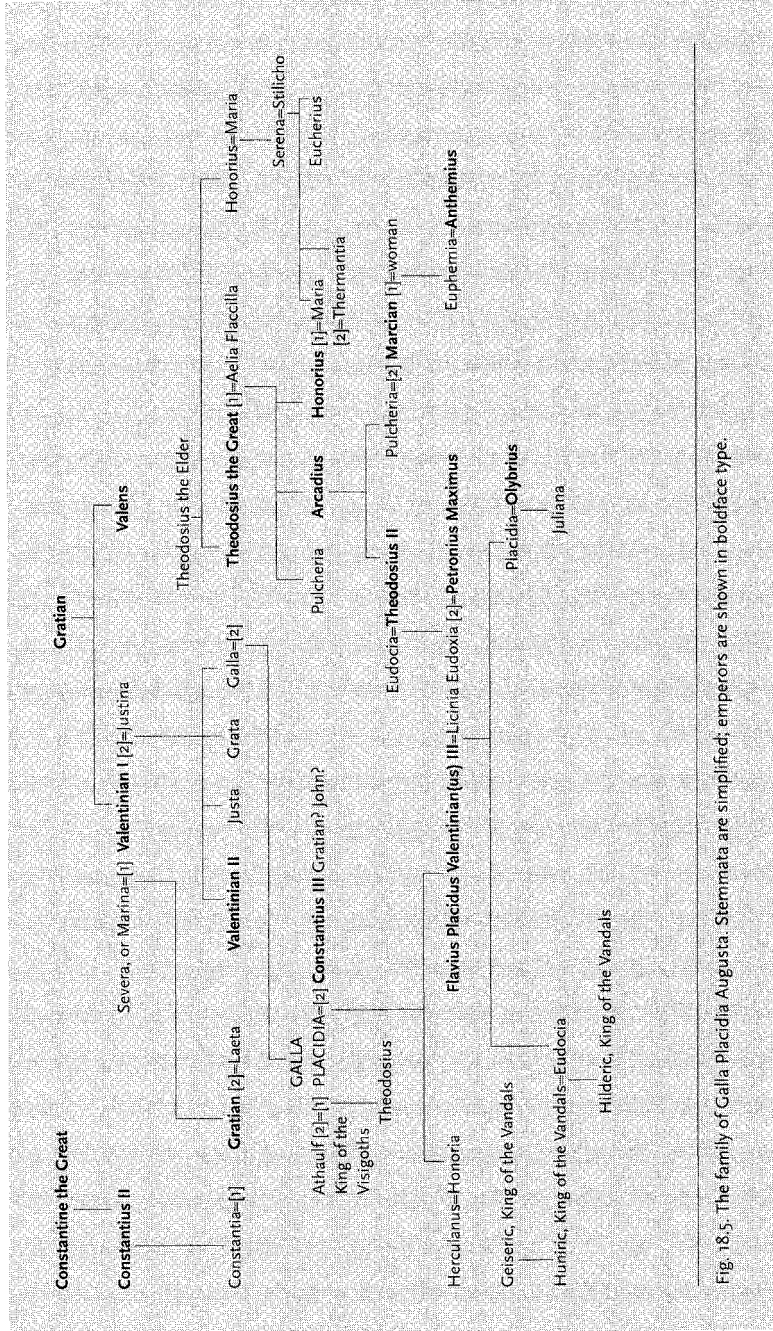 Constantine the Great
Gratian
Constantius II
Severa, or Marina=[1] Valentinian I [2]=Justina
Valens
Theodosius the Elder
Constantia=[1]
Gratian [2]=Laeta
Valentinian II
Justa
Grata
Galla=[2]
Theodosius the Great [1]=Aelia Flaccilla
Honorius=Maria
Serena=Stilicho
GALLA
Athaulf [2]=[1] PLACIDIA=[2] Constantius III Gratian? John?
King of the
Visigoths
Pulcheria
Arcadius
Honorius [1]=Maria
[2]=Thermantia
Eucherius
Theodosius
Eudocia=Theodosius II
Pulcheria=[2] Marcian [1]=woman
Herculanus=Honoria
Flavius Placidus Valentinian(us) III=Licinia Eudoxia [2]=Petronius Maximus
Euphemia=Anthemius
Geiseric, King of the Vandals
Placidia=Olybrius
Huniric, King of the Vandals=Eudocia
Juliana
Hilderic, King of the Vandals
Fig. 18.5. The family of Galla Placidia Augusta. Stemmata are simplified; emperors are shown in boldface type.